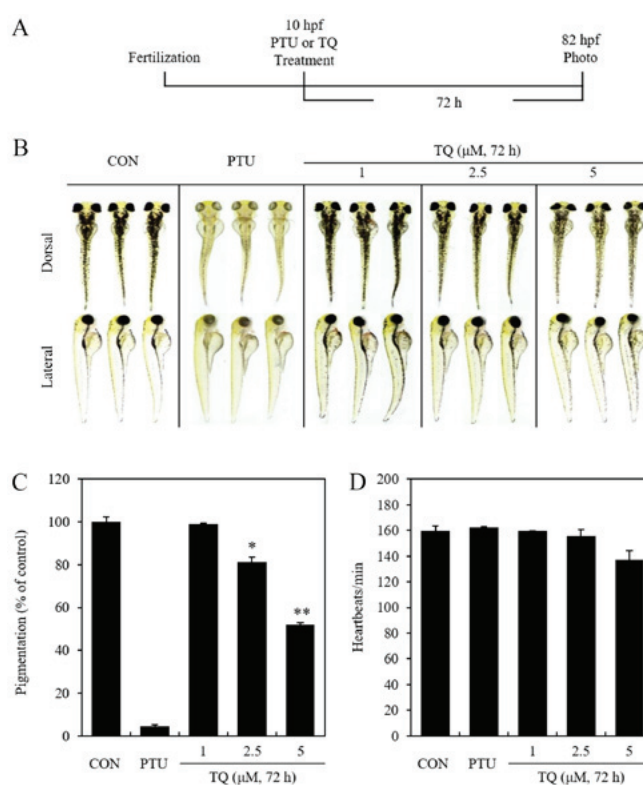 A
Fertilization
10 hpf
PTU or TQ
Treatment
82 hpf
Photo
72 h
B
CON
PTU
TQ (μM, 72 h)
1
2.5
5
Dorsal
Lateral
C
Pigmentation (% of control)
120
100
80
60
40
20
0
*
**
CON
PTU
1
2.5
5
TQ (μM, 72 h)
D
Heartbeats/min
200
180
160
140
120
100
80
60
40
20
0
CON
PTU
1
2.5
5
TQ (μM, 72 h)